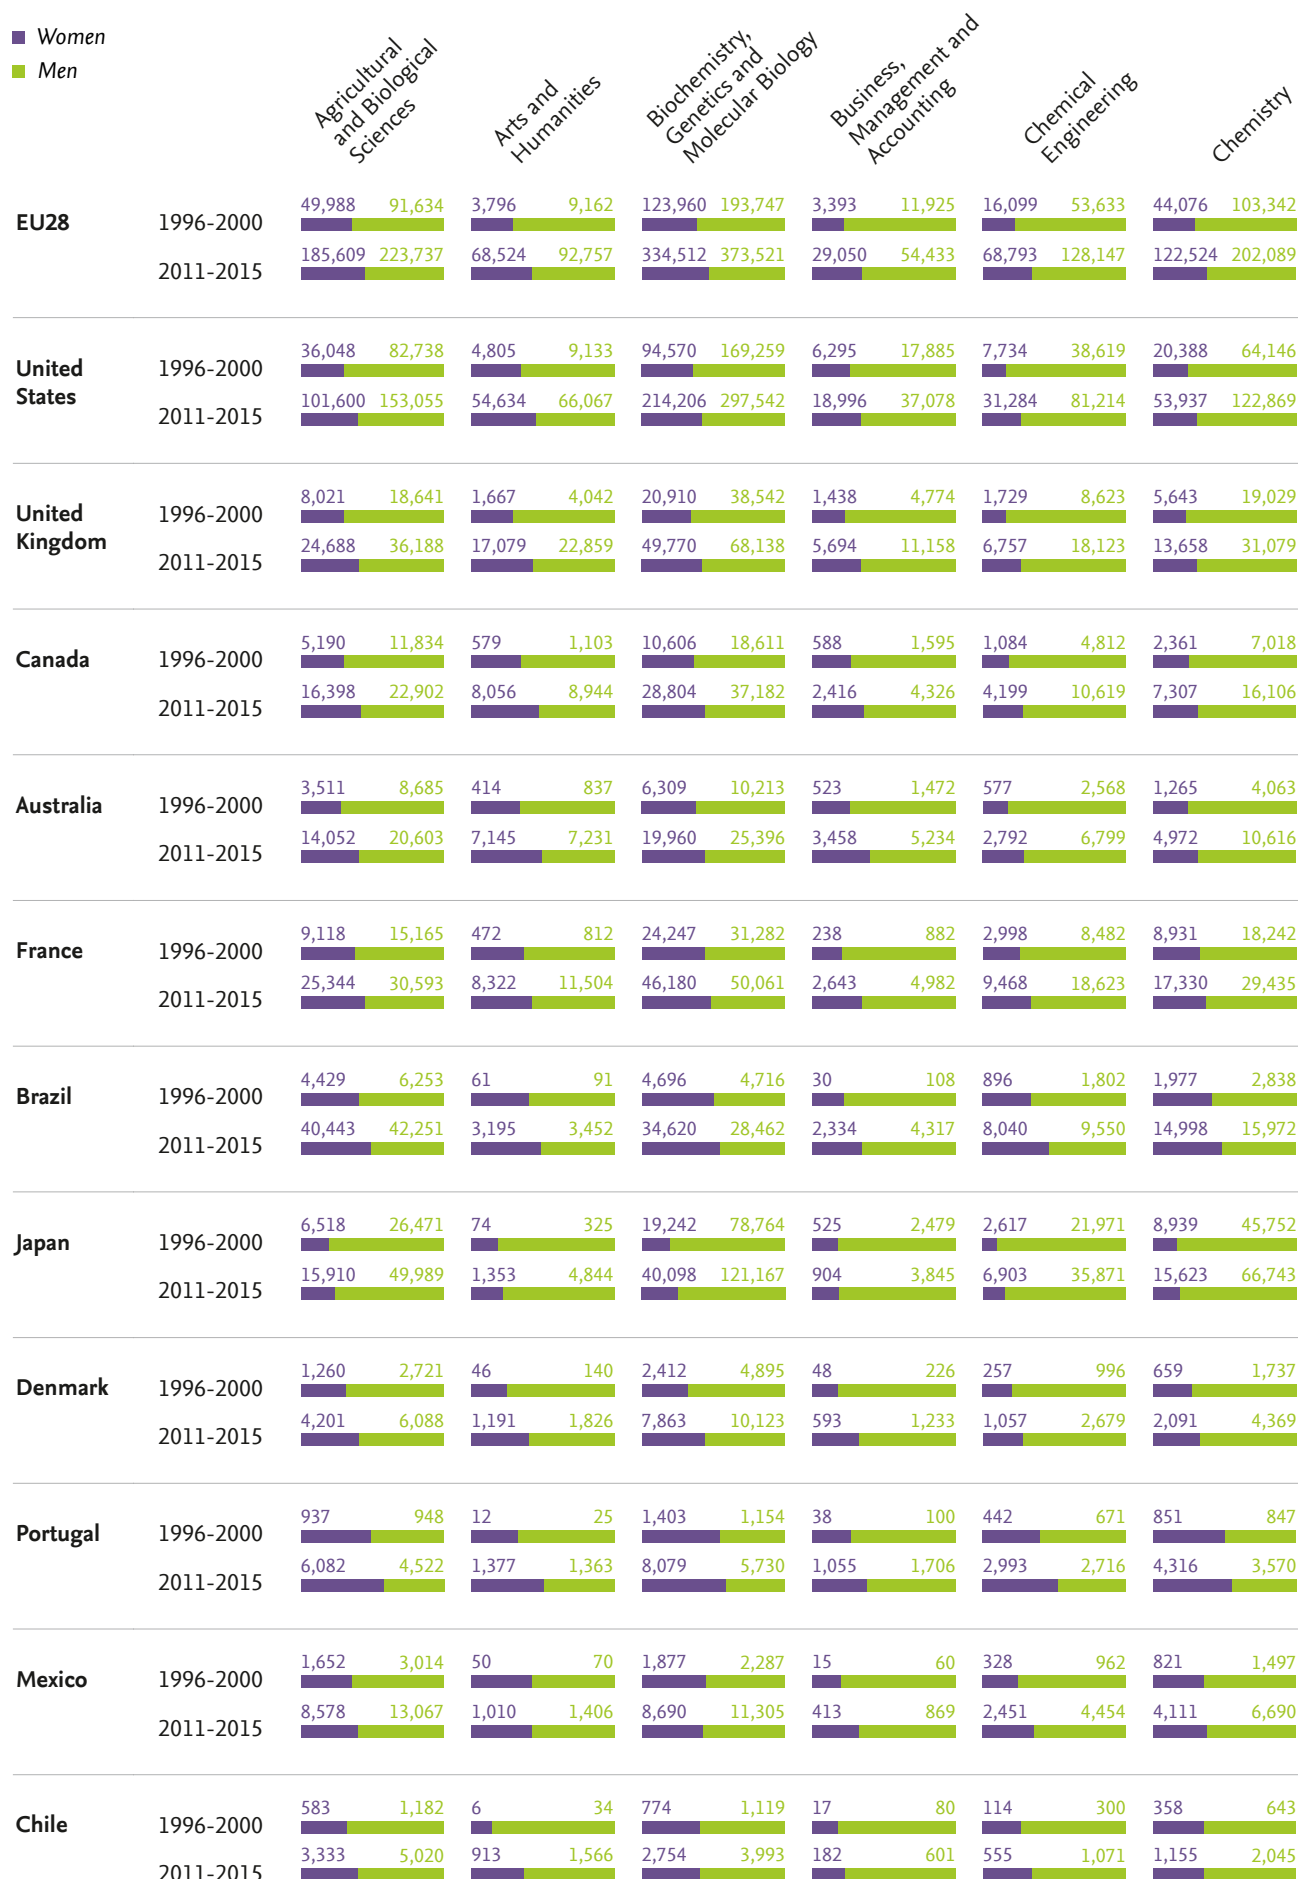 Women
Men
Agricultural
and Biological
Sciences
Arts and
Humanities
Biochemistry,
Genetics and
Molecular Biology
Business,
Management and
Accounting
Chemical
Engineering
Chemistry
EU28
1996-2000
49,988 91,634 3,796 9,162 123,960 193,747 3,393 11,925 16,099 53,633 44,076 103,342
2011-2015
185,609 223,737 68,524 92,757 334,512 373,521 29,050 54,433 68,793 128,147 122,524 202,089
United
States
1996-2000
36,048 82,738 4,805 9,133 94,570 169,259 6,295 17,885 7,734 38,619 20,388 64,146
2011-2015
101,600 153,055 54,634 66,067 214,206 297,542 18,996 37,078 31,284 81,214 53,937 122,869
United
Kingdom
1996-2000
8,021 18,641 1,667 4,042 20,910 38,542 1,438 4,774 1,729 8,623 5,643 19,029
2011-2015
24,688 36,188 17,079 22,859 49,770 68,138 5,694 11,158 6,757 18,123 13,658 31,079
Canada
1996-2000
5,190 11,834 579 1,103 10,606 18,611 588 1,595 1,084 4,812 2,361 7,018
2011-2015
16,398 22,902 8,056 8,944 28,804 37,182 2,416 4,326 4,199 10,619 7,307 16,106
Australia
1996-2000
3,511 8,685 414 837 6,309 10,213 523 1,472 577 2,568 1,265 4,063
2011-2015
14,052 20,603 7,145 7,231 19,960 25,396 3,458 5,234 2,792 6,799 4,972 10,616
France
1996-2000
9,118 15,165 472 812 24,247 31,282 238 882 2,998 8,482 8,931 18,242
2011-2015
25,344 30,593 8,322 11,504 46,180 50,061 2,643 4,982 9,468 18,623 17,330 29,435
Brazil
1996-2000
4,429 6,253 61 91 4,696 4,716 30 108 896 1,802 1,977 2,838
2011-2015
40,443 42,251 3,195 3,452 34,620 28,462 2,334 4,317 8,040 9,550 14,998 15,972
Japan
1996-2000
6,518 26,471 74 325 19,242 78,764 525 2,479 2,617 21,971 8,939 45,752
2011-2015
15,910 49,989 1,353 4,844 40,098 121,167 904 3,845 6,903 35,871 15,623 66,743
Denmark
1996-2000
1,260 2,721 46 140 2,412 4,895 48 226 257 996 659 1,737
2011-2015
4,201 6,088 1,191 1,826 7,863 10,123 593 1,233 1,057 2,679 2,091 4,369
Portugal
1996-2000
937 948 12 25 1,403 1,154 38 100 442 671 851 847
2011-2015
6,082 4,522 1,377 1,363 8,079 5,730 1,055 1,706 2,993 2,716 4,316 3,570
Mexico
1996-2000
1,652 3,014 50 70 1,877 2,287 15 60 328 962 821 1,497
2011-2015
8,578 13,067 1,010 1,406 8,690 11,305 413 869 2,451 4,454 4,111 6,690
Chile
1996-2000
583 1,182 6 34 774 1,119 17 80 114 300 358 643
2011-2015
3,333 5,020 913 1,566 2,754 3,993 182 601 555 1,071 1,155 2,045